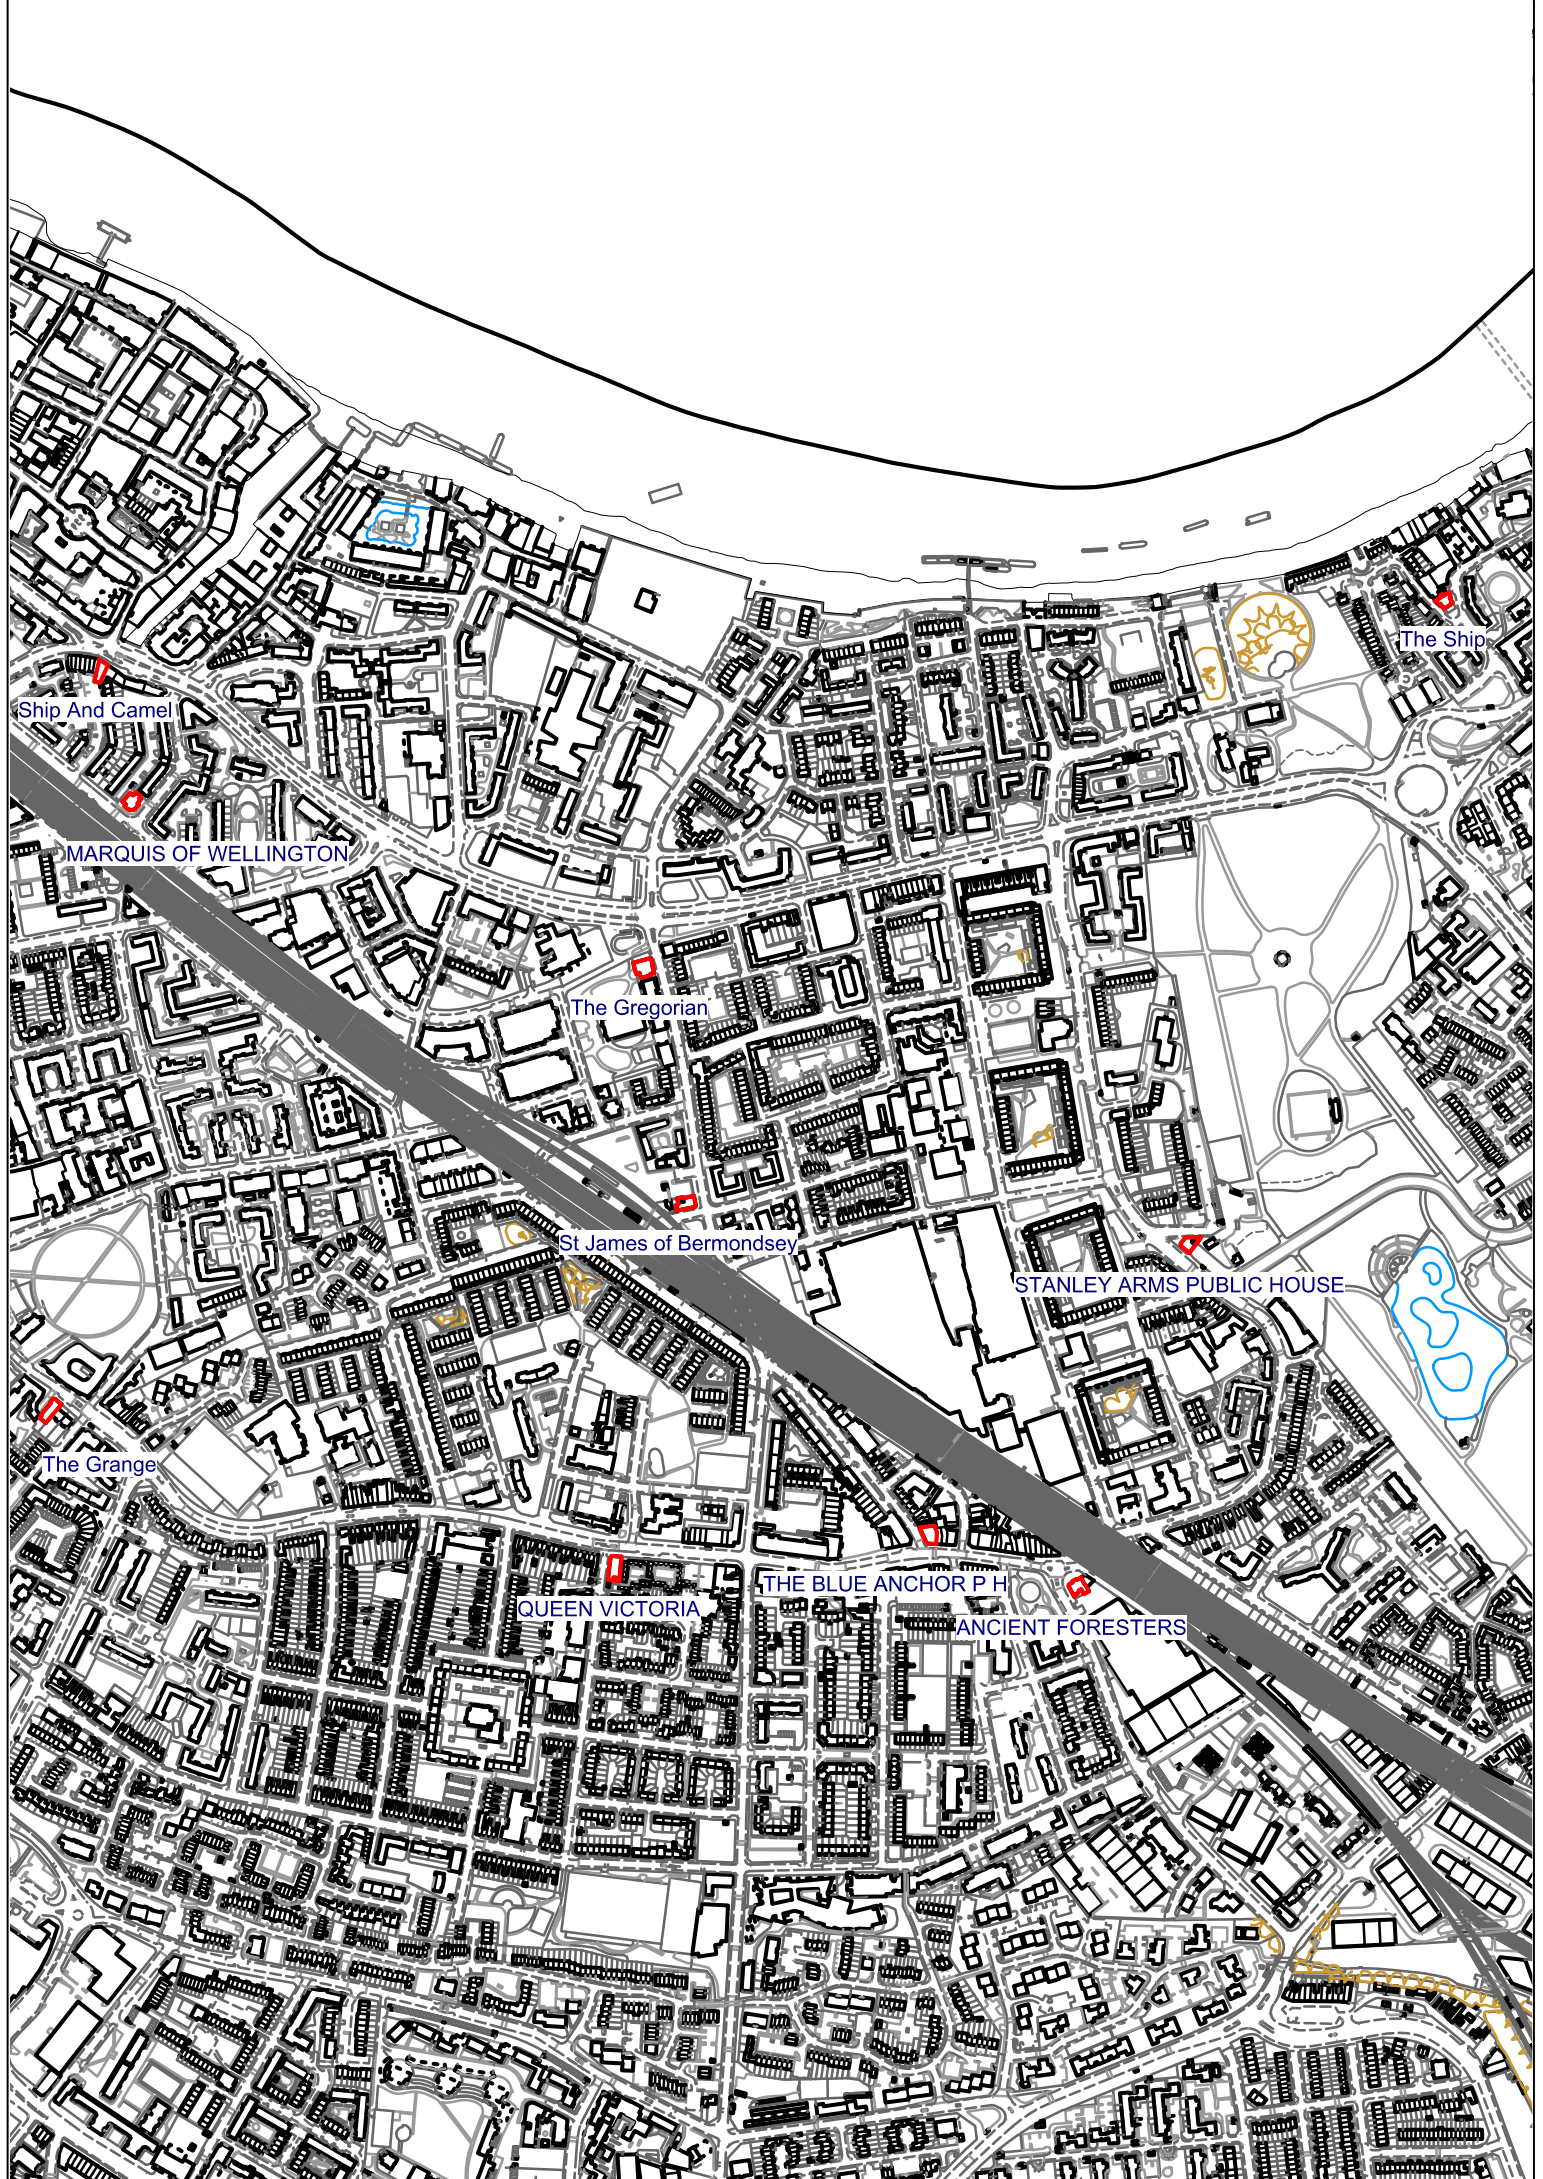 The Ship
Ship And Camel
MARQUIS OF WELLINGTON
The Gregorian
St James of Bermondsey
STANLEY ARMS PUBLIC HOUSE
The Grange
THE BLUE ANCHOR P H
QUEEN VICTORIA
ANCIENT FORESTERS